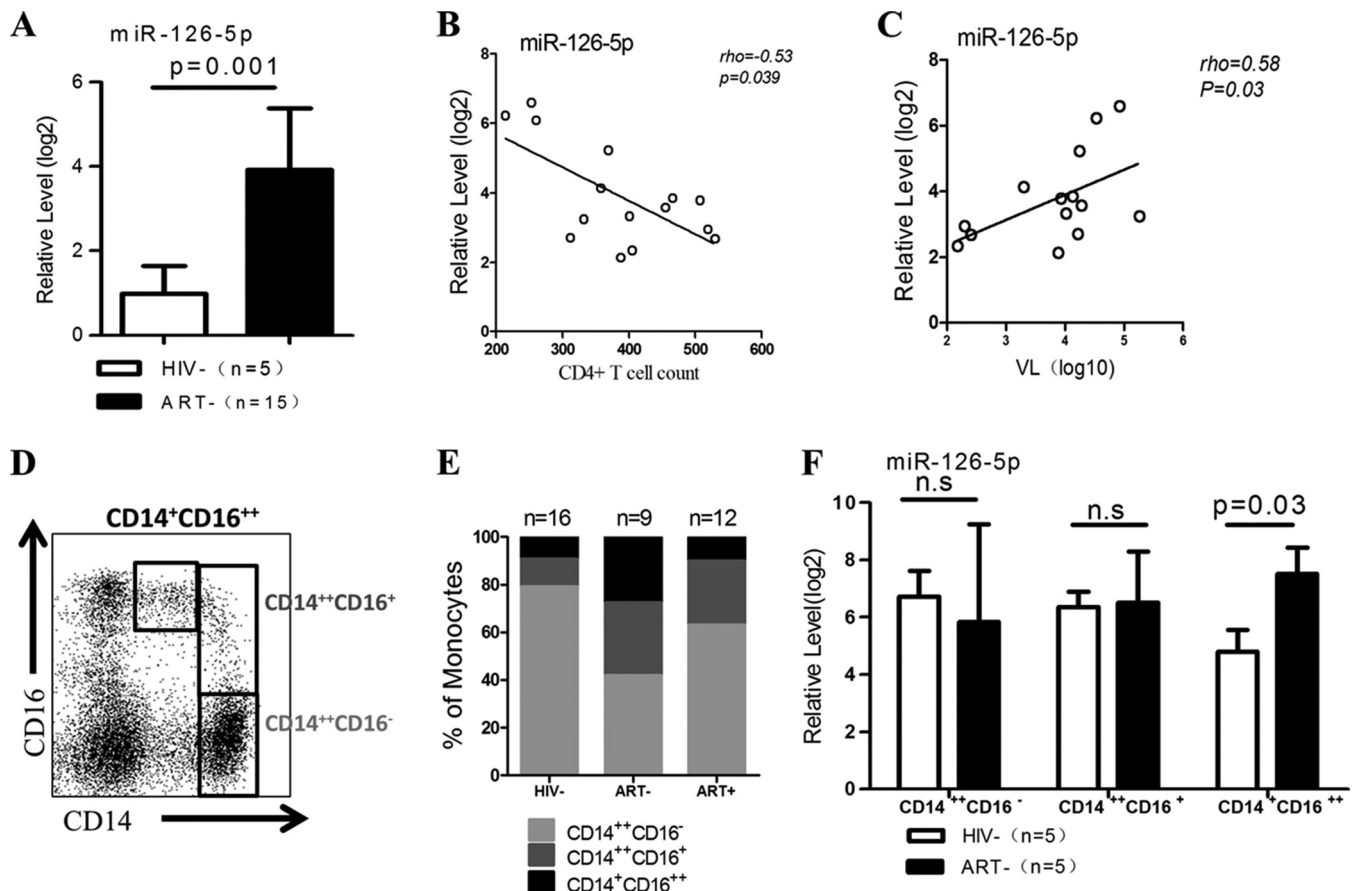 A
miR-126-5p
p=0.001
Relative Level (log2)
6
4
2
0
HIV-（n=5）
ART-（n=15）
B
miR-126-5p
rho=-0.53
p=0.039
Relative Level (log2)
8
6
4
2
0
200 300 400 500 600
CD4+ T cell count
C
miR-126-5p
rho=0.58
P=0.03
Relative Level (log2)
8
6
4
2
0
2 3 4 5 6
VL（log10)
D
CD14⁺CD16⁺⁺
CD14⁺⁺CD16⁺
CD14⁺⁺CD16⁻
CD16
CD14
E
n=16 n=9 n=12
% of Monocytes
100
80
60
40
20
0
HIV- ART- ART+
CD14⁺⁺CD16⁻
CD14⁺⁺CD16⁺
CD14⁺CD16⁺⁺
F
miR-126-5p
n.s n.s p=0.03
Relative Level(log2)
10
8
6
4
2
0
CD14⁺⁺CD16⁻ CD14⁺⁺CD16⁺ CD14⁺CD16⁺⁺
HIV-（n=5）
ART-（n=5）